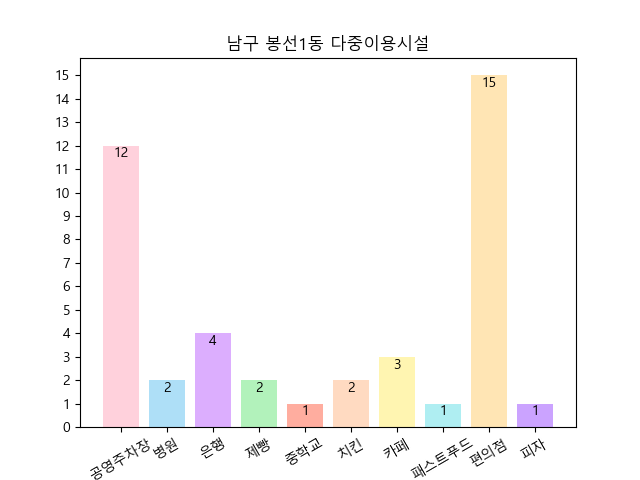 남구 봉선1동 다중이용시설
15
14
13
12
11
10
9
8
7
6
5
4
3
2
1
0
12
2
4
2
1
2
3
1
15
1
공영주차장
병원
은행
제빵
중학교
치킨
카페
패스트푸드
편의점
피자